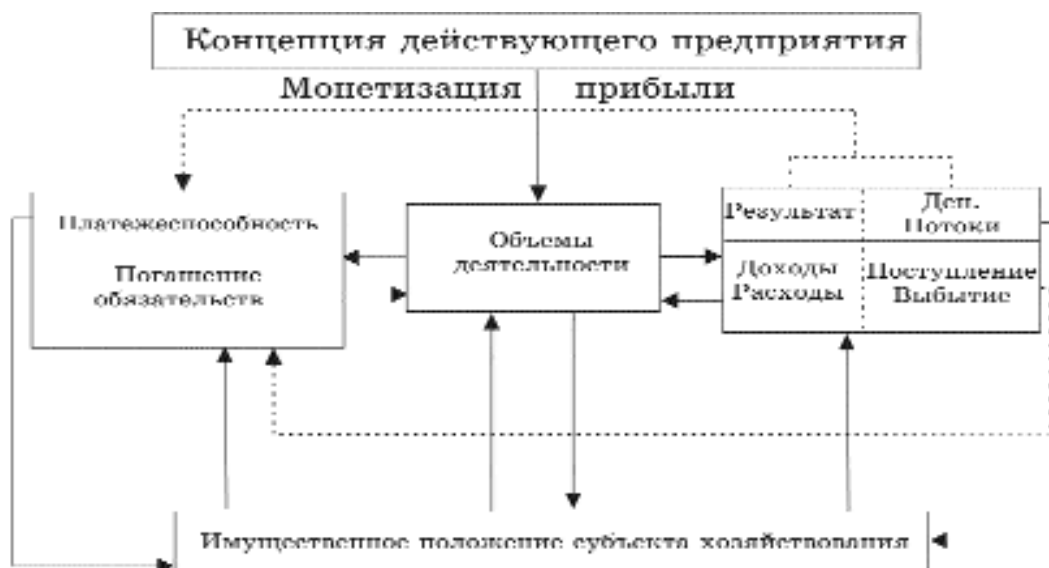 Концепция действующего предприятия
Монетизация прибыли
Платежеспособность
Погашение
обязательств
Объемы
деятельности
Результат
Ден.
Потоки
Доходы
Расходы
Поступление
Выбытие
Имущественное положение субъекта хозяйствования